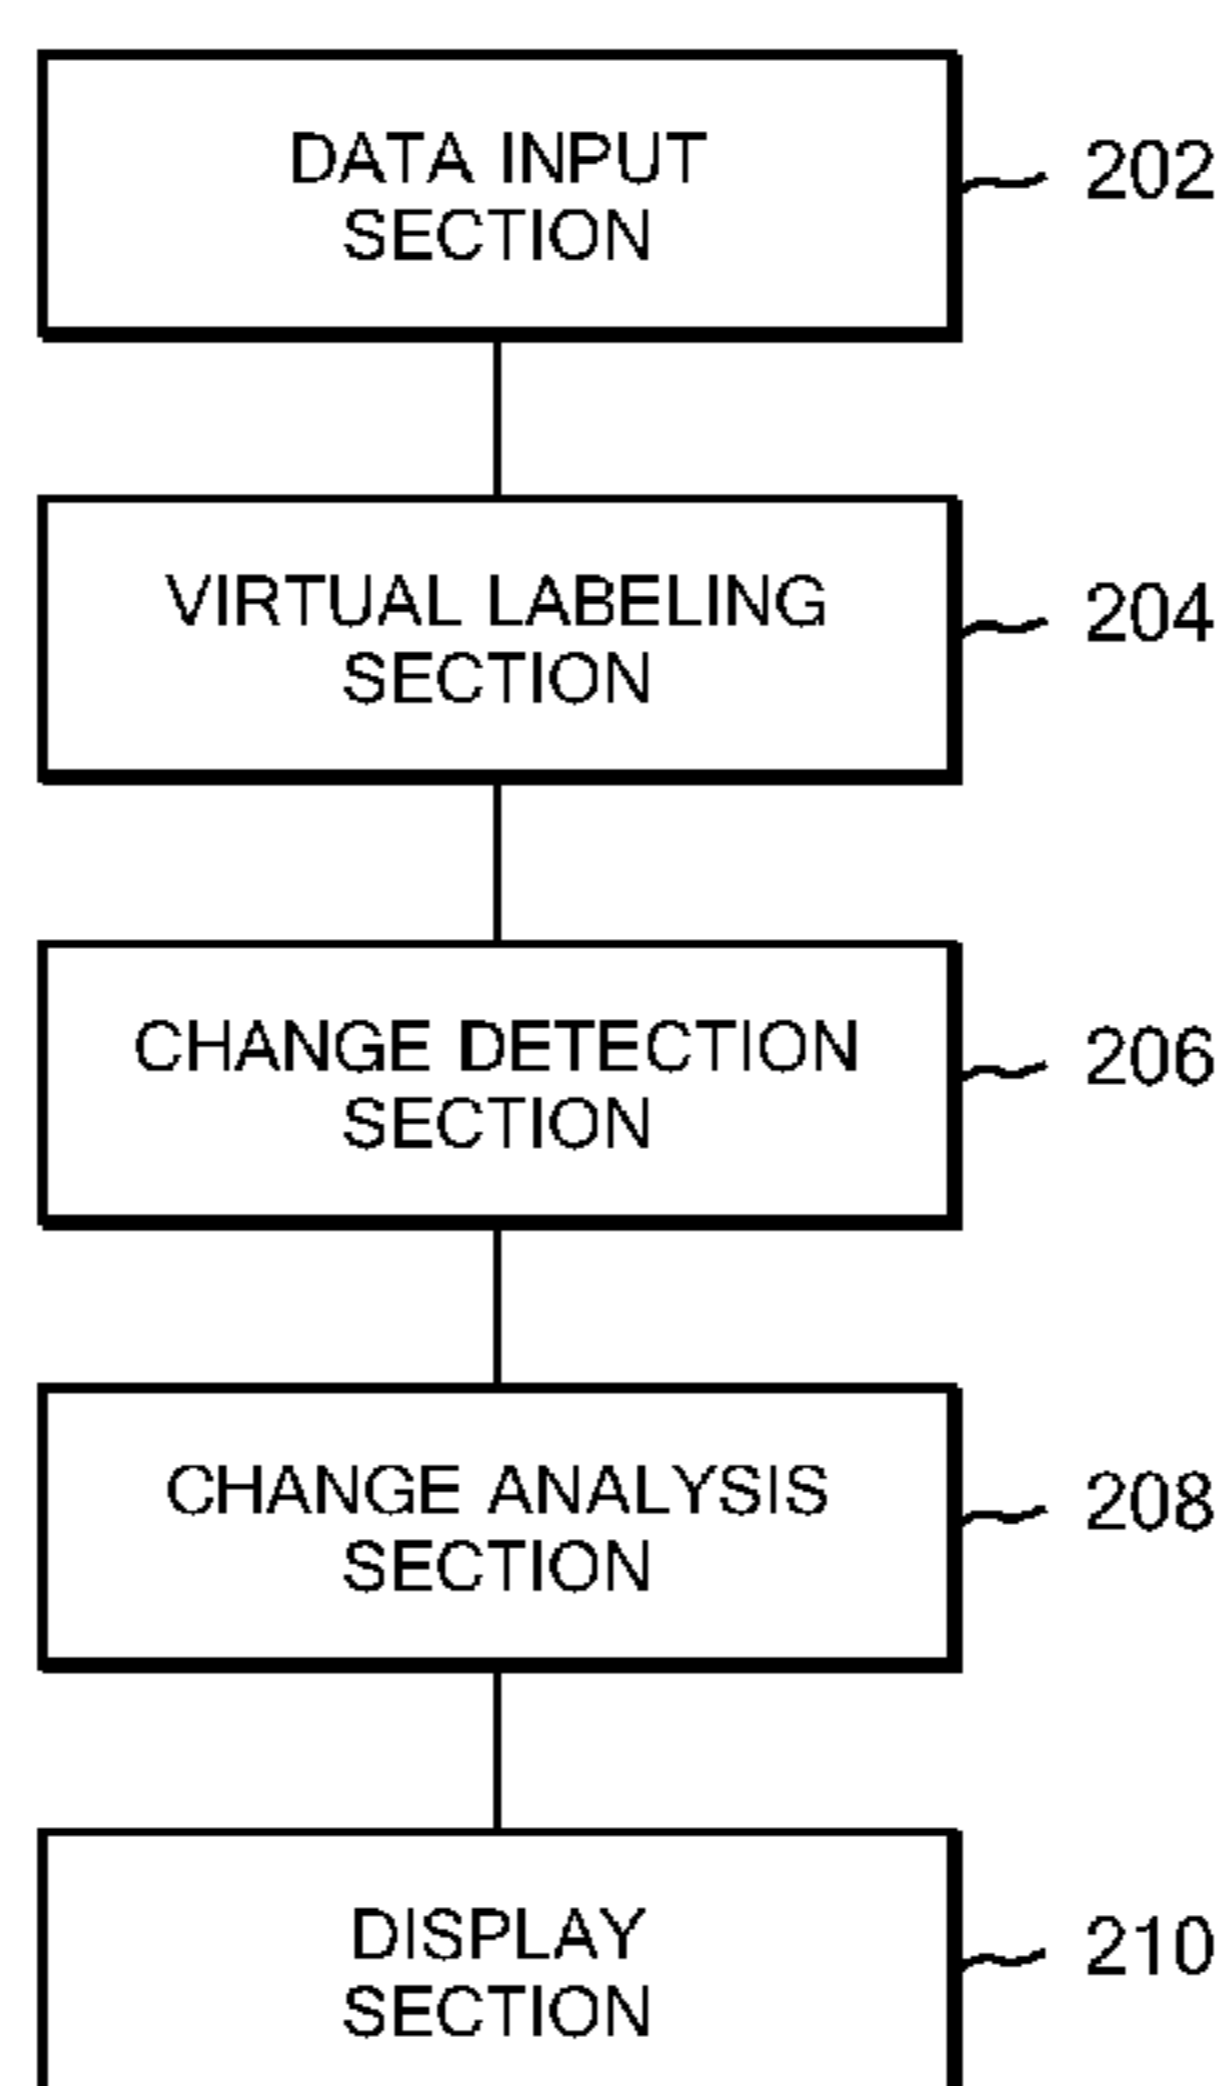 DATA INPUT
SECTION
202
VIRTUAL LABELING
SECTION
204
CHANGE DETECTION
SECTION
206
CHANGE ANALYSIS
SECTION
208
DISPLAY
SECTION
210